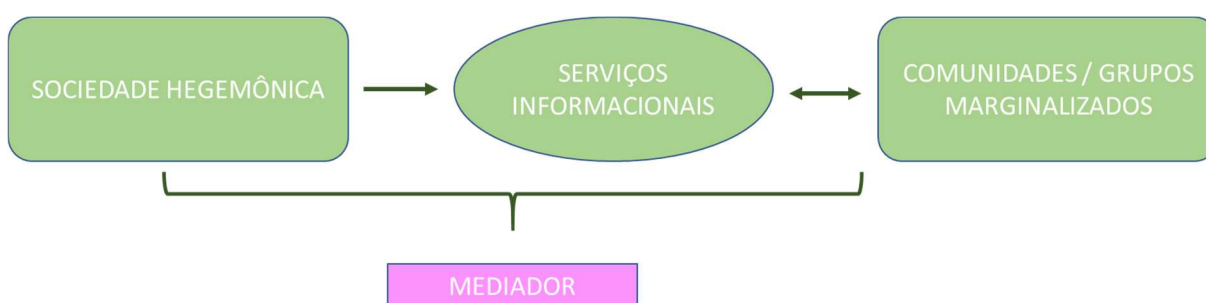 SOCIEDADE HEGEMÔNICA
SERVIÇOS
INFORMACIONAIS
COMUNIDADES / GRUPOS
MARGINALIZADOS
MEDIADOR